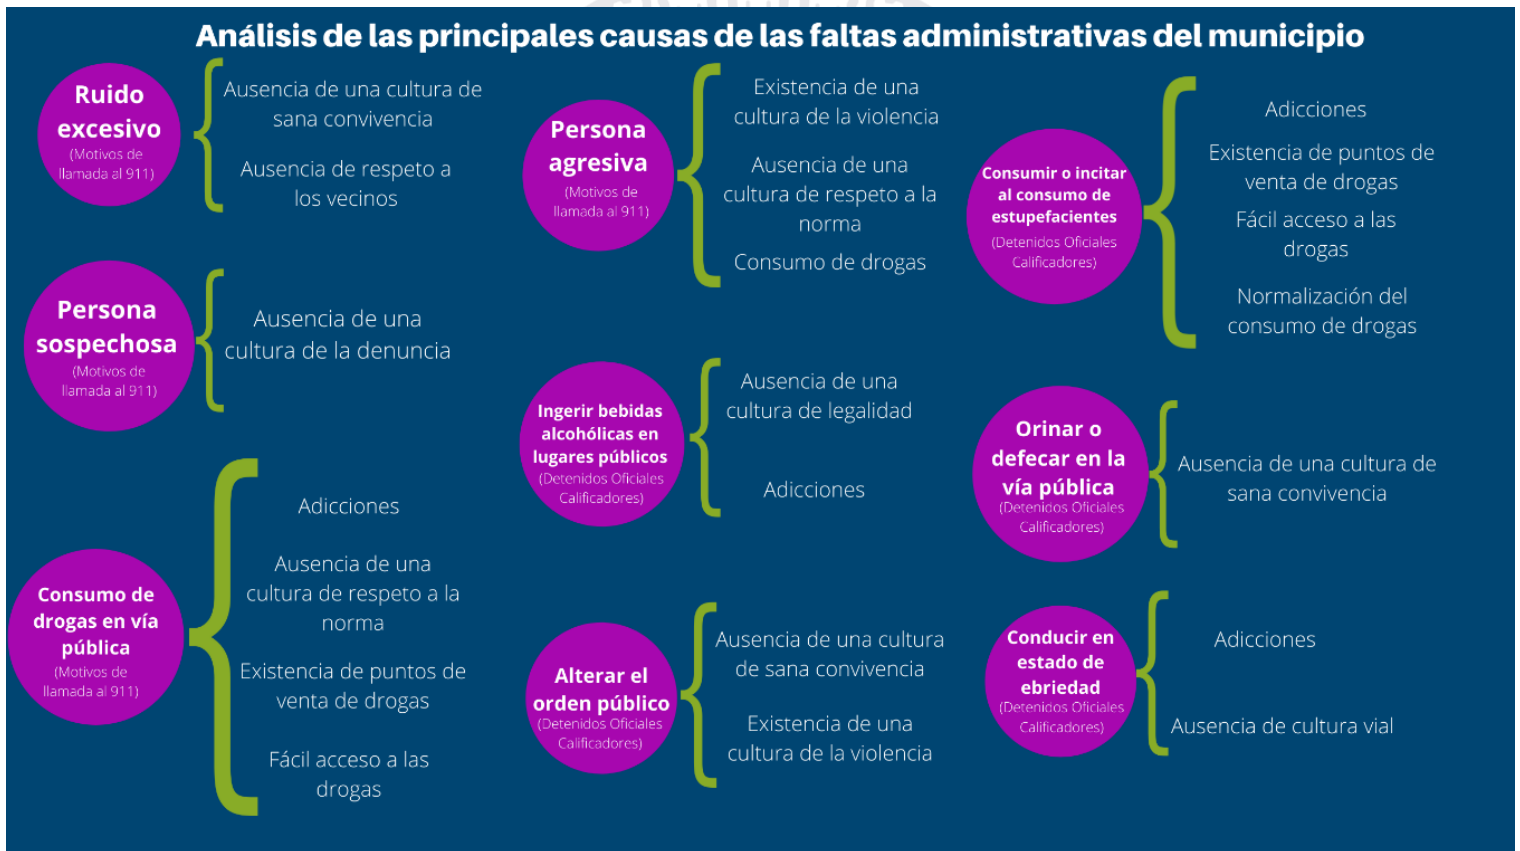 Análisis de las principales causas de las faltas administrativas del municipio
Ruido
excesivo
(Motivos de
llamada al 911)
Ausencia de una cultura de
sana convivencia
Ausencia de respeto a
los vecinos
Persona
sospechosa
(Motivos de
llamada al 911)
Ausencia de una
cultura de la denuncia
Consumo de
drogas en vía
pública
(Motivos de
llamada al 911)
Adicciones
Ausencia de una
cultura de respeto a la
norma
Existencia de puntos de
venta de drogas
Fácil acceso a las
drogas
Persona
agresiva
(Motivos de
llamada al 911)
Existencia de una
cultura de la violencia
Ausencia de una
cultura de respeto a la
norma
Consumo de drogas
Ingerir bebidas
alcohólicas en
lugares públicos
(Detenidos Oficiales
Calificadores)
Ausencia de una
cultura de legalidad
Adicciones
Alterar el
orden público
(Detenidos Oficiales
Calificadores)
Ausencia de una cultura
de sana convivencia
Existencia de una
cultura de la violencia
Consumir o incitar
al consumo de
estupefacientes
(Detenidos Oficiales
Calificadores)
Adicciones
Existencia de puntos de
venta de drogas
Fácil acceso a las
drogas
Normalización del
consumo de drogas
Orinar o
defecar en la
vía pública
(Detenidos Oficiales
Calificadores)
Ausencia de una cultura de
sana convivencia
Conducir en
estado de
ebriedad
(Detenidos Oficiales
Calificadores)
Adicciones
Ausencia de cultura vial